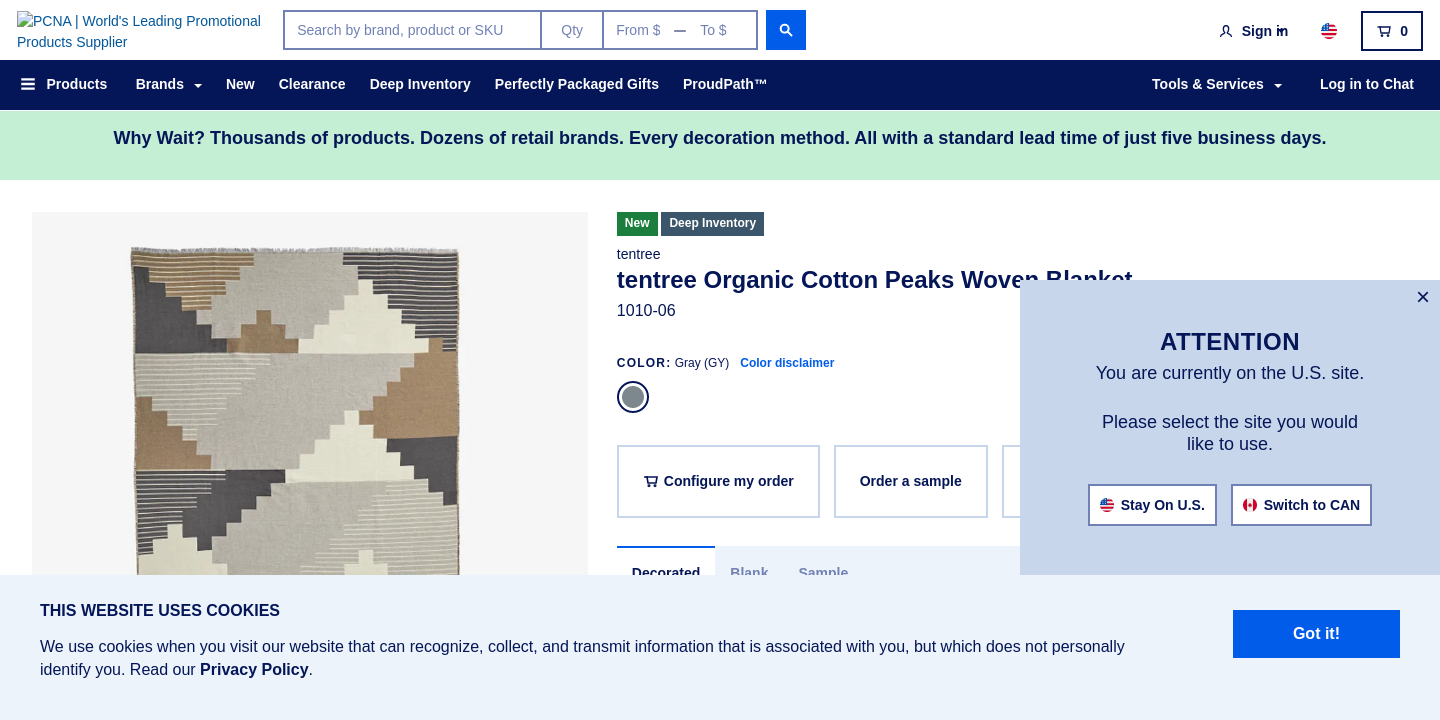 PCNA | World's Leading Promotional
Products Supplier
Search by brand, product or SKU
Qty
From $
To $
Sign in
0
Products
Brands
New
Clearance
Deep Inventory
Perfectly Packaged Gifts
ProudPath™
Tools & Services
Log in to Chat
Why Wait? Thousands of products. Dozens of retail brands. Every decoration method. All with a standard lead time of just five business days.
New
Deep Inventory
tentree
tentree Organic Cotton Peaks Woven Blanket
1010-06
COLOR: Gray (GY) Color disclaimer
Configure my order
Order a sample
Decorated
Blank
Sample
×
ATTENTION
You are currently on the U.S. site.
Please select the site you would
like to use.
Stay On U.S.
Switch to CAN
THIS WEBSITE USES COOKIES
We use cookies when you visit our website that can recognize, collect, and transmit information that is associated with you, but which does not personally
identify you. Read our Privacy Policy.
Got it!